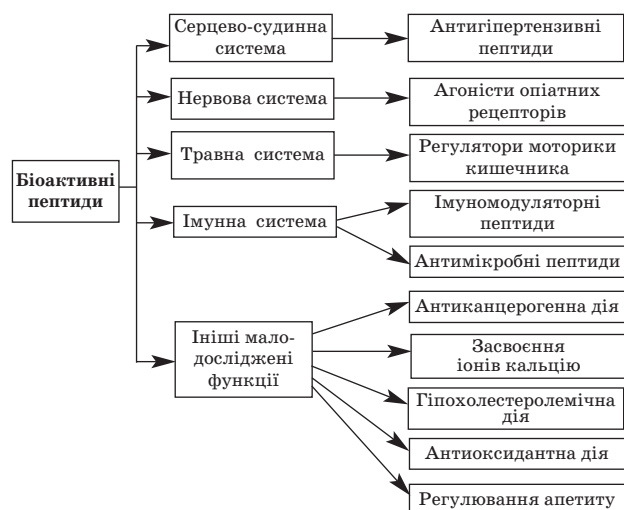 Серцево-судинна
система
Антигіпертензивні
пептиди
Нервова система
Агоністи опіатних
рецепторів
Травна система
Регулятори моторики
кишечника
Біоактивні
пептиди
Імунна система
Імуномодуляторні
пептиди
Антимікробні пептиди
Ініші мало-
досліджені
функції
Антиканцерогенна дія
Засвоєння
іонів кальцію
Гіпохолестеролемічна
дія
Антиоксидантна дія
Регулювання апетиту